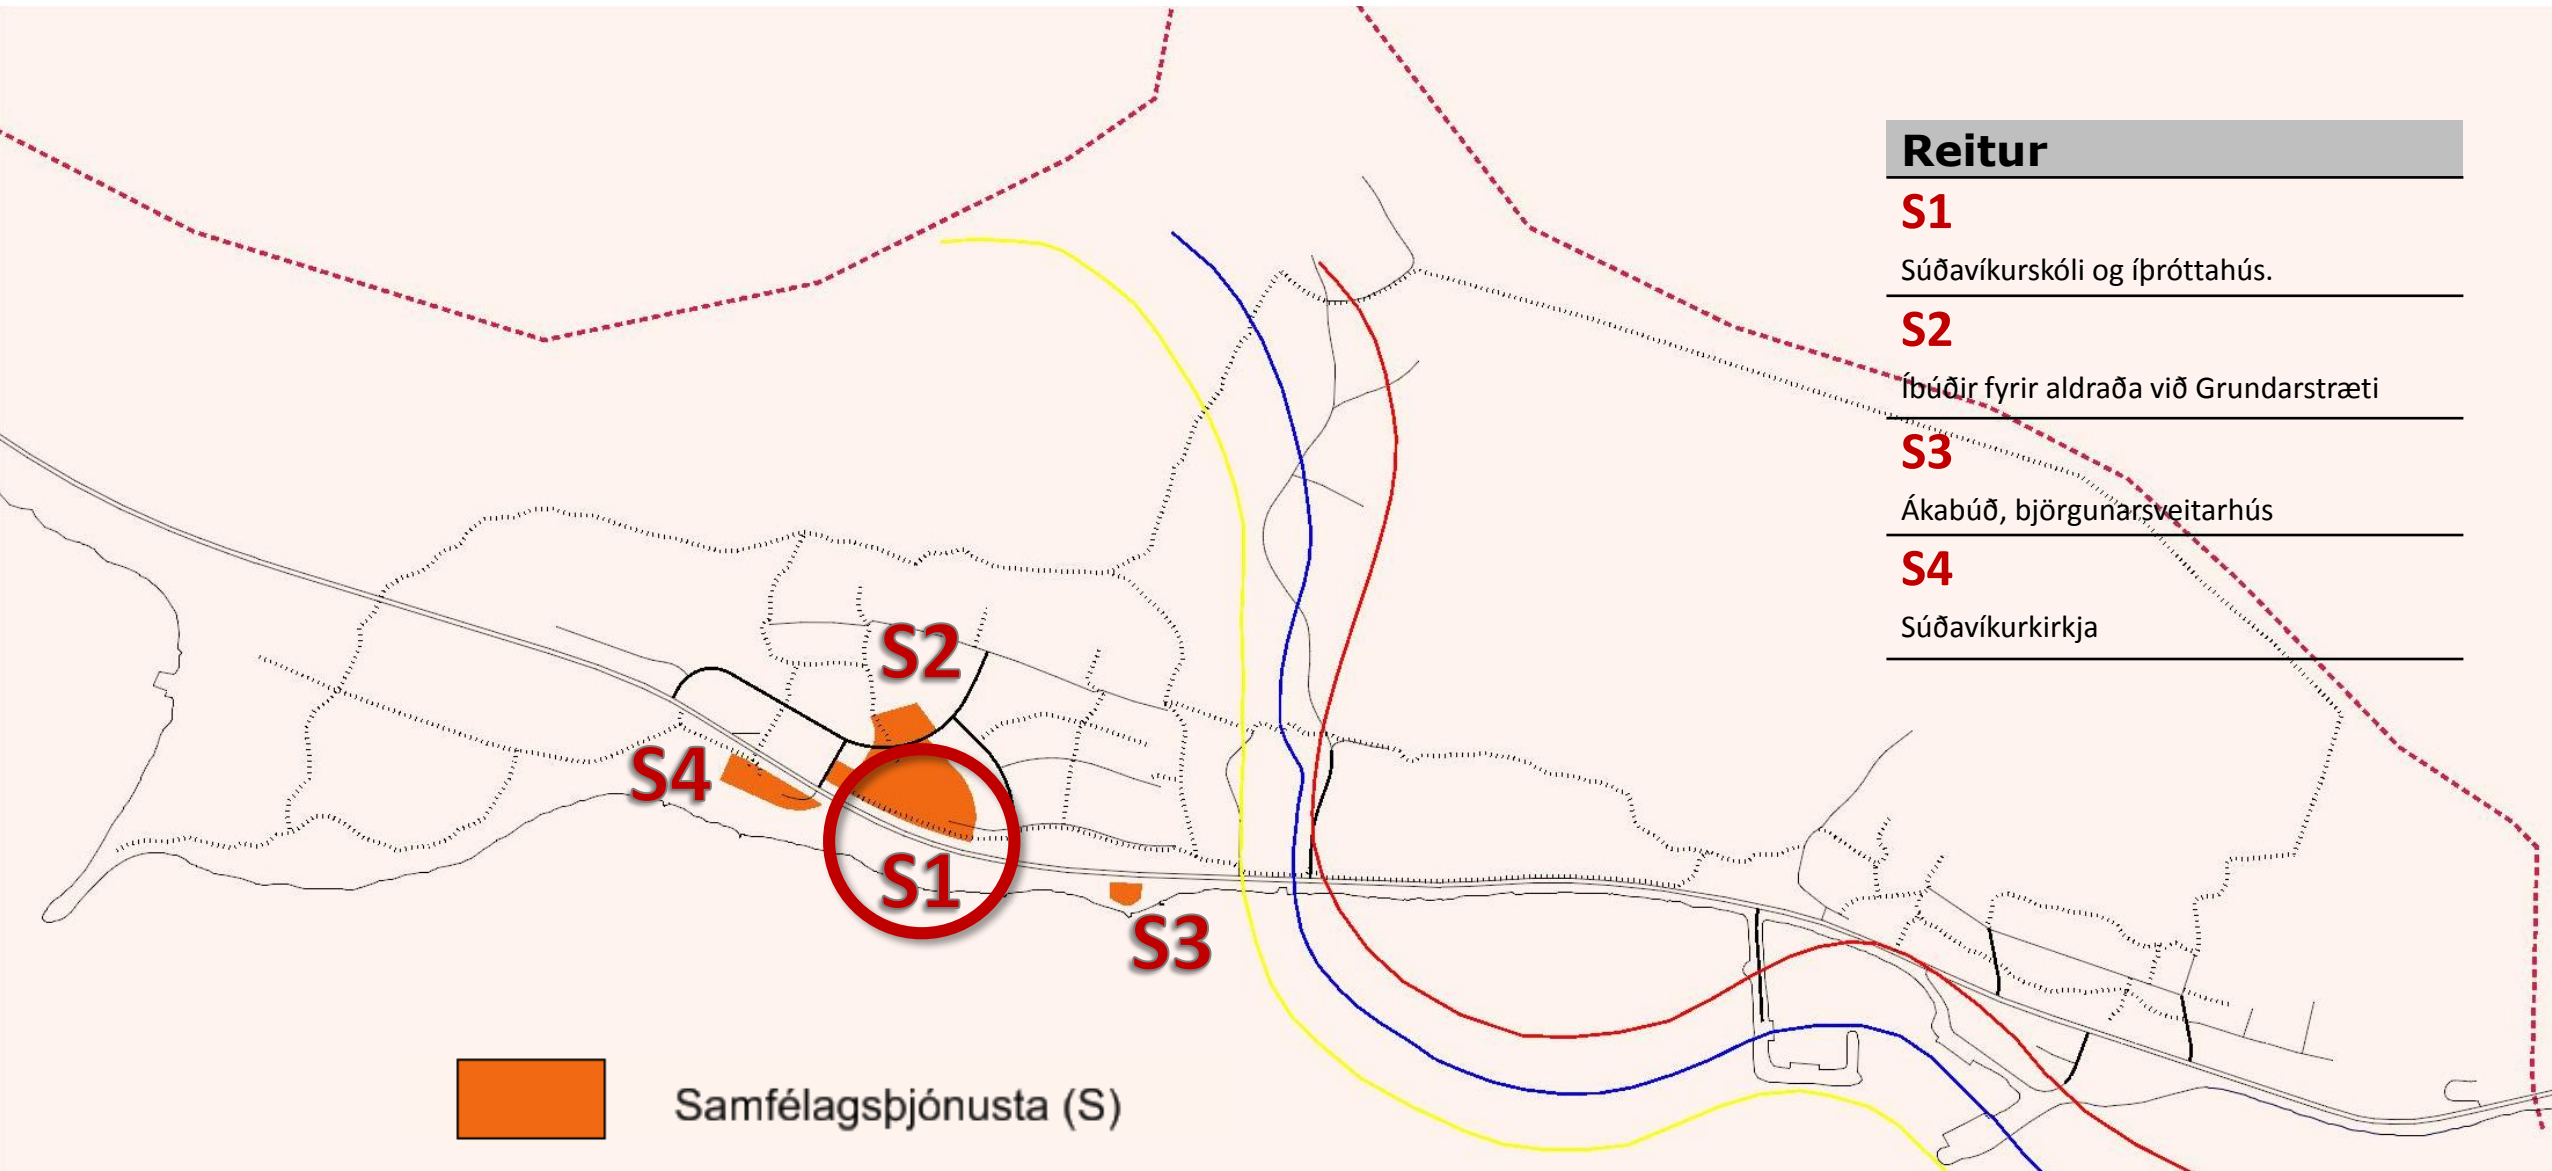 Reitur
S1
Súðavíkurskóli og íþróttahús.
S2
Íbúðir fyrir aldraða við Grundarstræti
S3
Ákabúð, björgunarsveitarhús
S4
Súðavíkurkirkja
S2
S4
S1
S3
Samfélagsþjónusta (S)